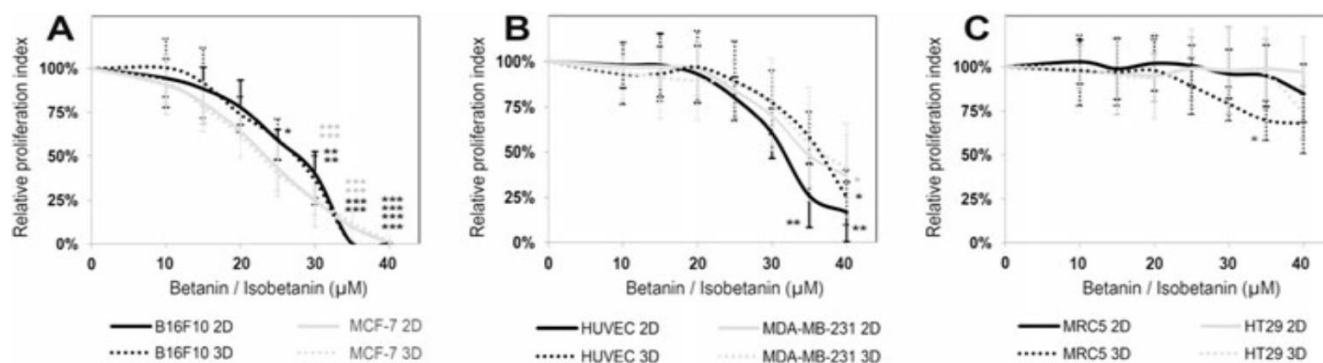 A
Relative proliferation index
100%
75%
50%
25%
0%
0 10 20 30 40
Betanin / Isobetanin (µM)
B16F10 2D MCF-7 2D
B16F10 3D MCF-7 3D
*
***
***
**
**
***
***
***
***
***
***
***
***
B
Relative proliferation index
100%
75%
50%
25%
0%
0 10 20 30 40
Betanin / Isobetanin (µM)
HUVEC 2D MDA-MB-231 2D
HUVEC 3D MDA-MB-231 3D
**
*
*
**
C
Relative proliferation index
100%
75%
50%
25%
0%
0 10 20 30 40
Betanin / Isobetanin (µM)
MRC5 2D HT29 2D
MRC5 3D HT29 3D
*